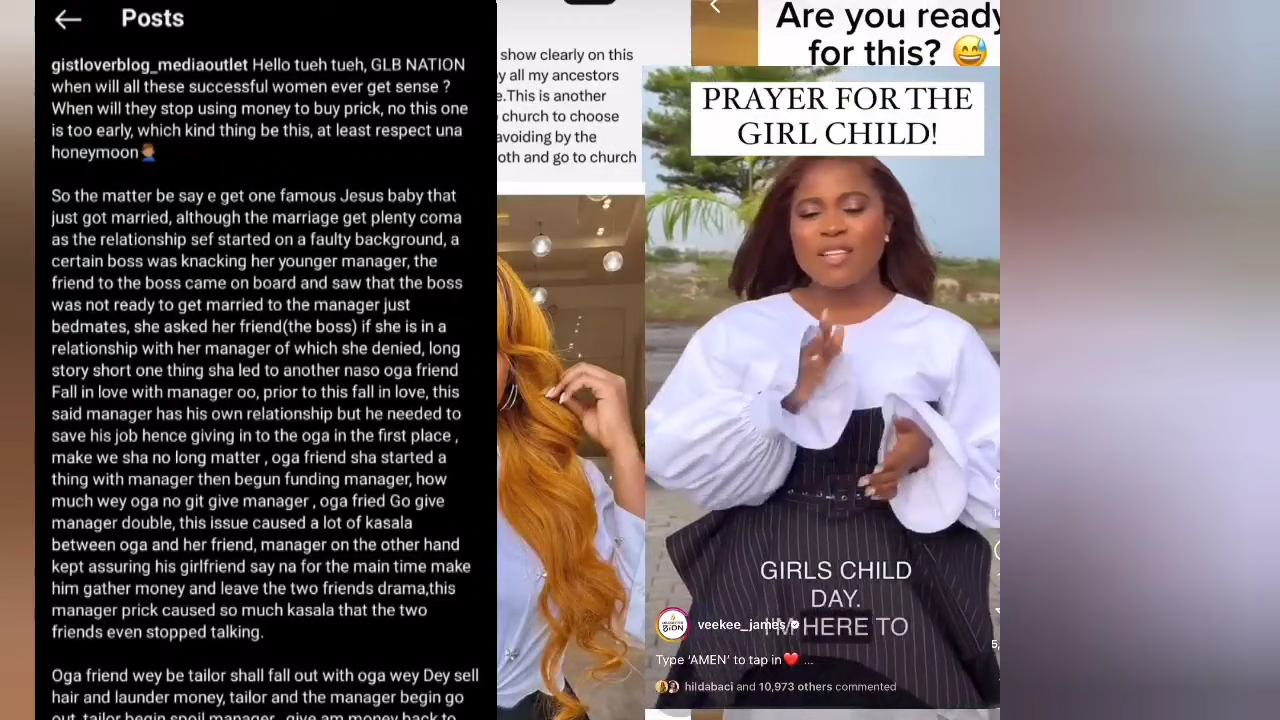 Posts
gistloverblog_mediaoutlet Hello tueh tueh, GLB NATION
when will all these successful women ever get sense ?
When will they stop using money to buy prick, no this one
is too early, which kind thing be this, at least respect una
honeymoon🤦🏽‍♂️
So the matter be say e get one famous Jesus baby that
just got married, although the marriage get plenty coma
as the relationship sef started on a faulty background, a
certain boss was knacking her younger manager, the
friend to the boss came on board and saw that the boss
was not ready to get married to the manager just
bedmates, she asked her friend(the boss) if she is in a
relationship with her manager of which she denied, long
story short one thing sha led to another naso oga friend
Fall in love with manager oo, prior to this fall in love, this
said manager has his own relationship but he needed to
save his job hence giving in to the oga in the first place ,
make we sha no long matter , oga friend sha started a
thing with manager then begun funding manager, how
much wey oga no git give manager , oga fried Go give
manager double, this issue caused a lot of kasala
between oga and her friend, manager on the other hand
kept assuring his girlfriend say na for the main time make
him gather money and leave the two friends drama,this
manager prick caused so much kasala that the two
friends even stopped talking.
Oga friend wey be tailor shall fall out with oga wey Dey sell
hair and launder money, tailor and the manager begin go
out, tailor begin spoil manager , give am money back to
show clearly on this
by all my ancestors
e.This is another
church to choose
avoiding by the
oth and go to church
Are you ready
for this? 😅
PRAYER FOR THE
GIRL CHILD!
GIRLS CHILD
DAY.
I'M HERE TO
veekee_james
Type ‘AMEN’ to tap in❤️ ...
hildabaci and 10,973 others commented
5,